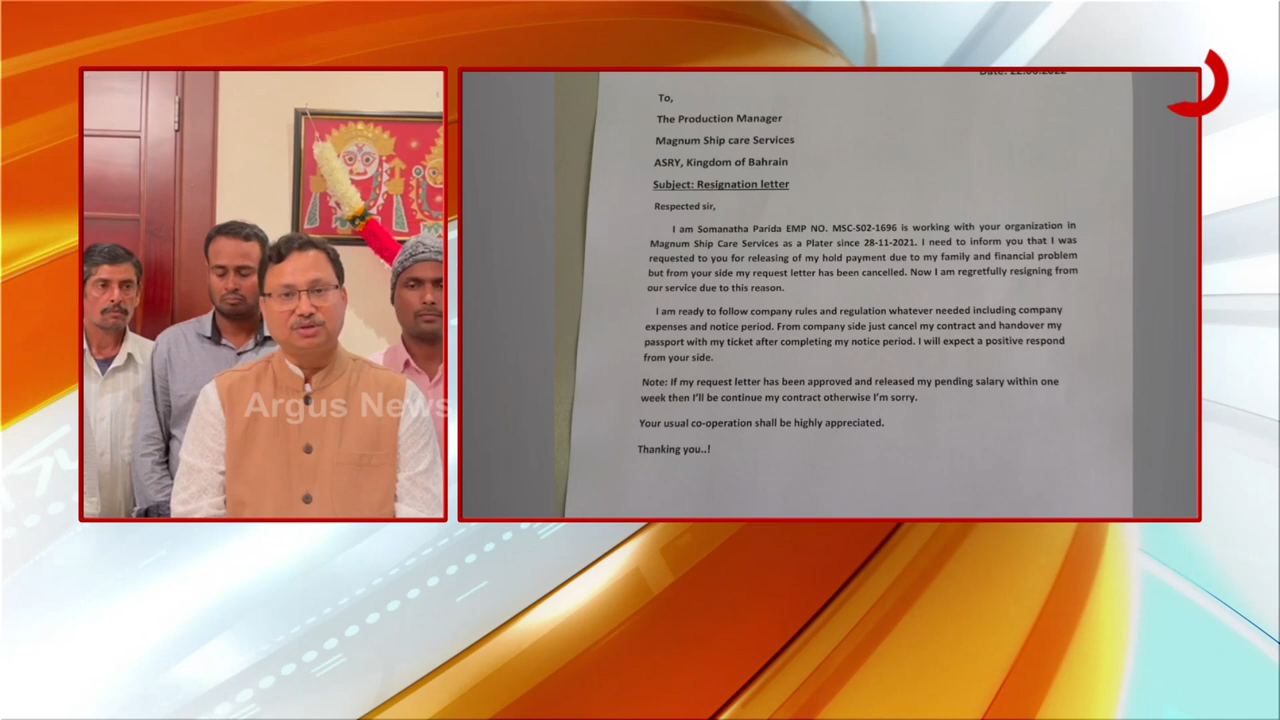 Argus News
To,
The Production Manager
Magnum Ship care Services
ASRY, Kingdom of Bahrain
Subject: Resignation letter
Respected sir,
I am Somanatha Parida EMP NO. MSC-S02-1696 is working with your organization in
Magnum Ship Care Services as a Plater since 28-11-2021. I need to inform you that I was
requested to you for releasing of my hold payment due to my family and financial problem
but from your side my request letter has been cancelled. Now I am regretfully resigning from
our service due to this reason.
I am ready to follow company rules and regulation whatever needed including company
expenses and notice period. From company side just cancel my contract and handover my
passport with my ticket after completing my notice period. I will expect a positive respond
from your side.
Note: If my request letter has been approved and released my pending salary within one
week then I'll be continue my contract otherwise I'm sorry.
Your usual co-operation shall be highly appreciated.
Thanking you..!